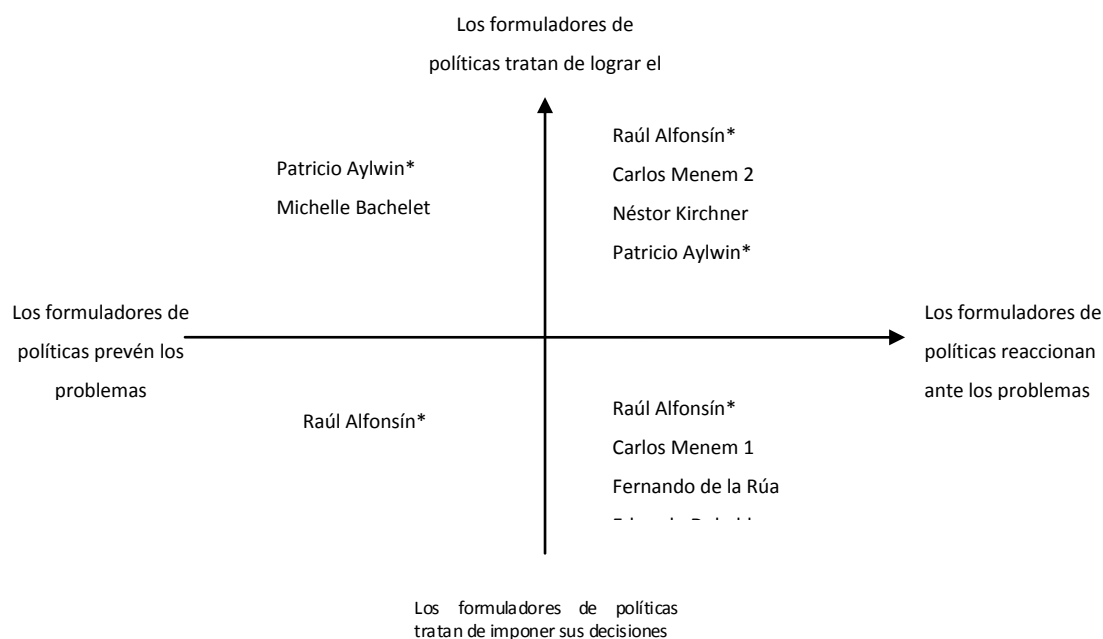 Los formuladores de
políticas tratan de lograr el
Patricio Aylwin*
Michelle Bachelet
Raúl Alfonsín*
Carlos Menem 2
Néstor Kirchner
Patricio Aylwin*
Los formuladores de
políticas prevén los
problemas
Los formuladores de
políticas reaccionan
ante los problemas
Raúl Alfonsín*
Raúl Alfonsín*
Carlos Menem 1
Fernando de la Rúa
Los formuladores de políticas
tratan de imponer sus decisiones